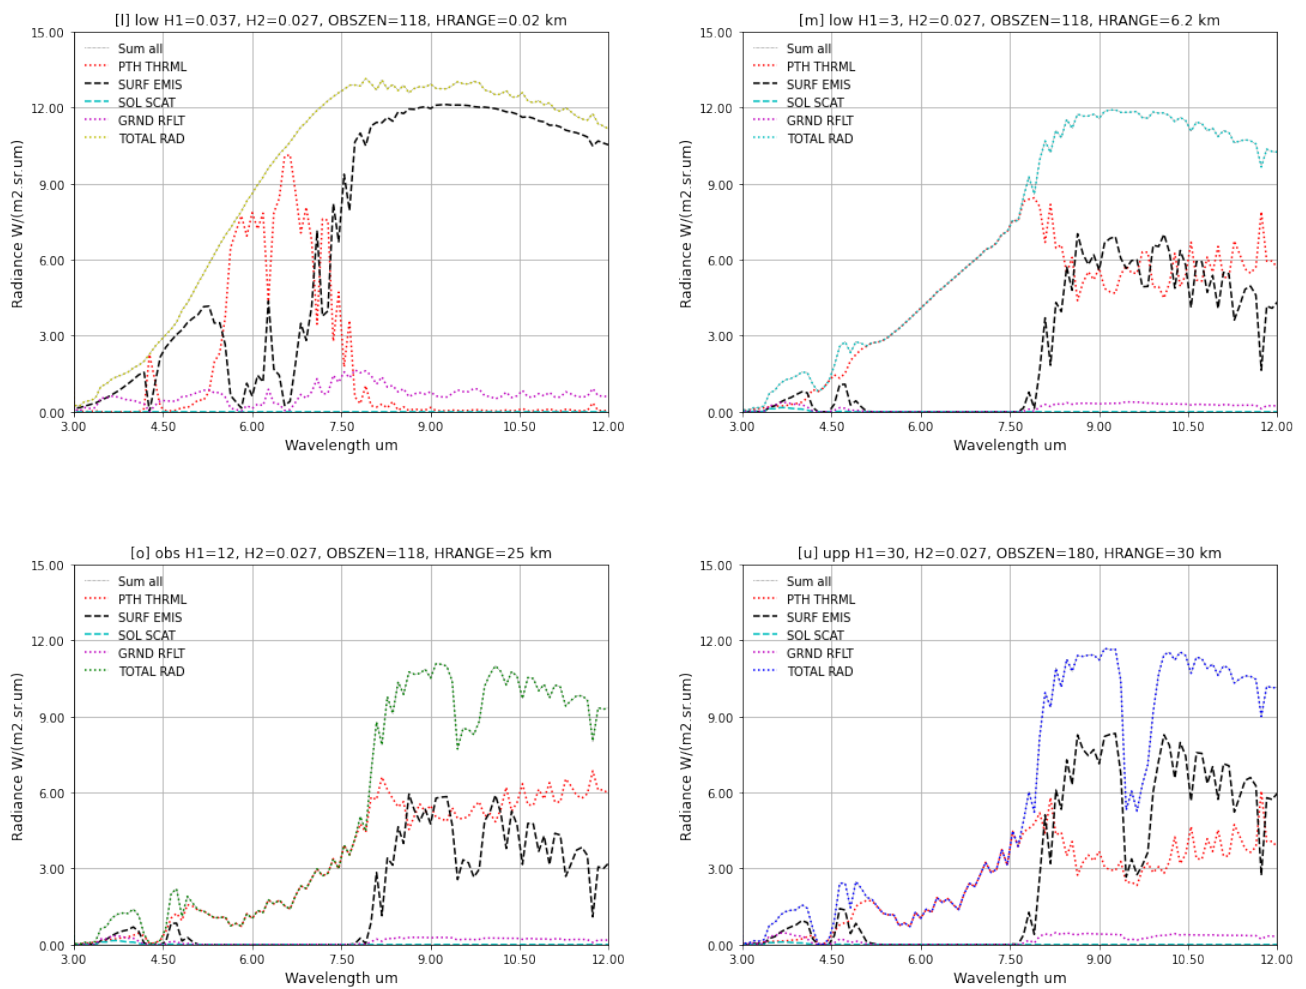 [l] low H1=0.037, H2=0.027, OBSZEN=118, HRANGE=0.02 km
15.00
12.00
9.00
6.00
3.00
0.00
Radiance W/(m2.sr.um)
Sum all
PTH THRML
SURF EMIS
SOL SCAT
GRND RFLT
TOTAL RAD
3.00 4.50 6.00 7.50 9.00 10.50 12.00
Wavelength um
[m] low H1=3, H2=0.027, OBSZEN=118, HRANGE=6.2 km
15.00
12.00
9.00
6.00
3.00
0.00
Radiance W/(m2.sr.um)
Sum all
PTH THRML
SURF EMIS
SOL SCAT
GRND RFLT
TOTAL RAD
3.00 4.50 6.00 7.50 9.00 10.50 12.00
Wavelength um
[o] obs H1=12, H2=0.027, OBSZEN=118, HRANGE=25 km
15.00
12.00
9.00
6.00
3.00
0.00
Radiance W/(m2.sr.um)
Sum all
PTH THRML
SURF EMIS
SOL SCAT
GRND RFLT
TOTAL RAD
3.00 4.50 6.00 7.50 9.00 10.50 12.00
Wavelength um
[u] upp H1=30, H2=0.027, OBSZEN=180, HRANGE=30 km
15.00
12.00
9.00
6.00
3.00
0.00
Radiance W/(m2.sr.um)
Sum all
PTH THRML
SURF EMIS
SOL SCAT
GRND RFLT
TOTAL RAD
3.00 4.50 6.00 7.50 9.00 10.50 12.00
Wavelength um